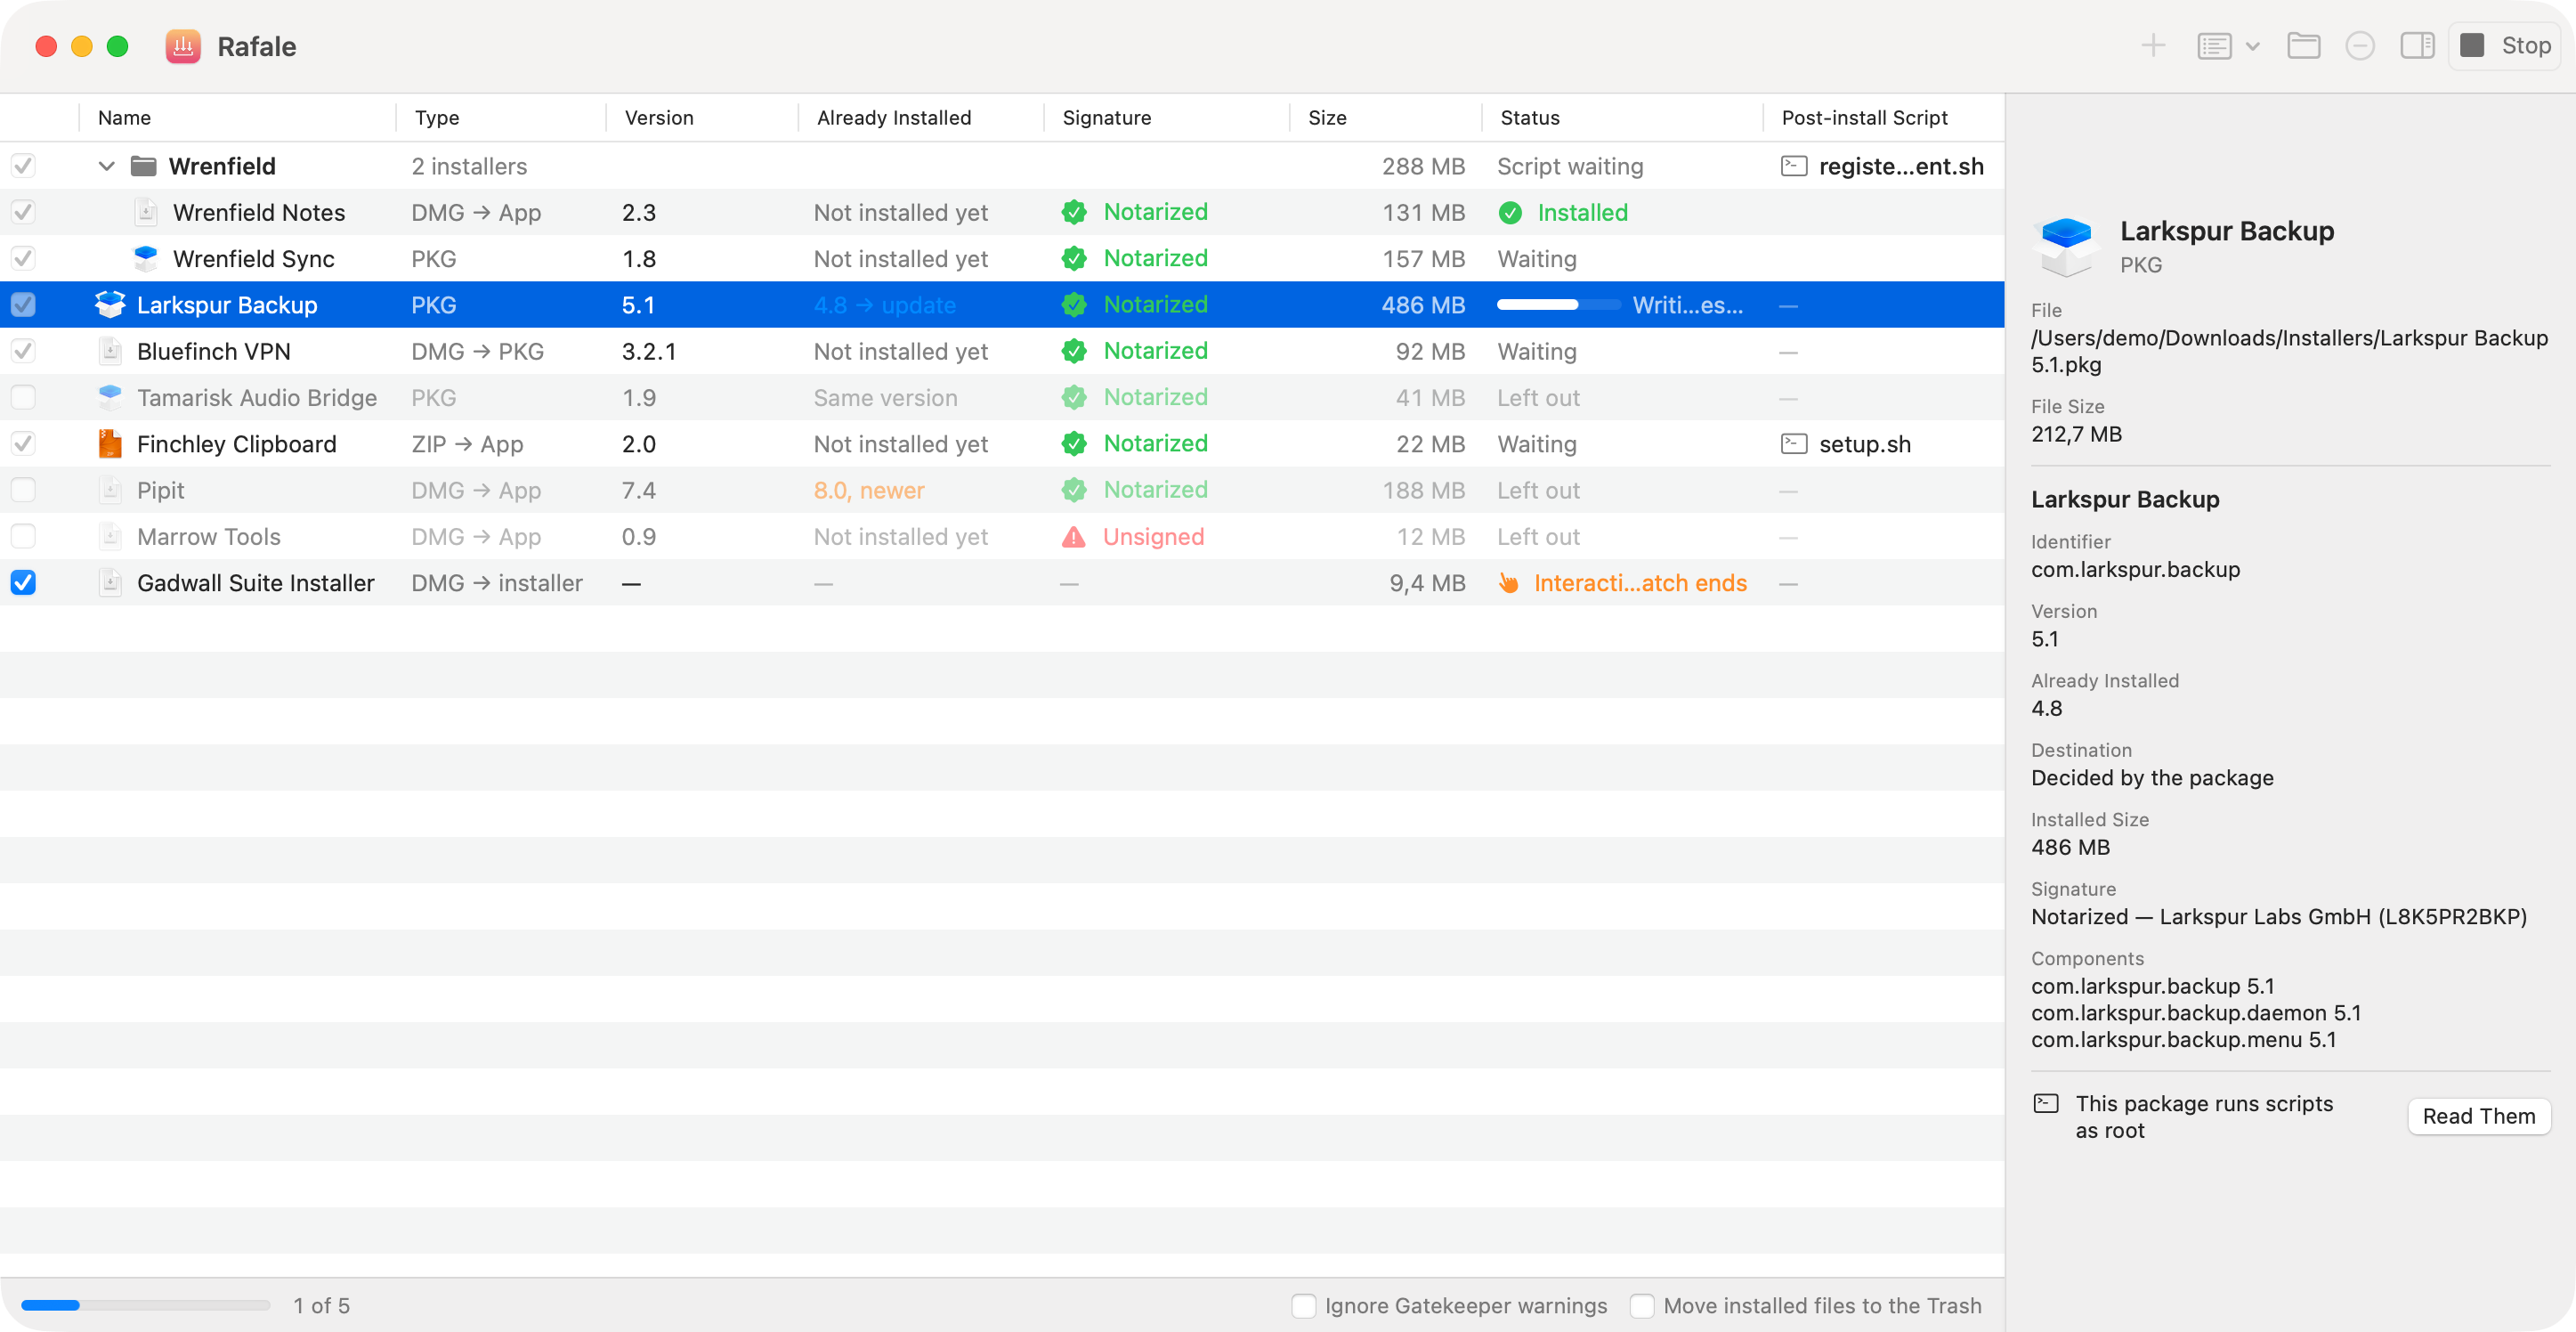 Rafale
Stop
Name Type Version Already Installed Signature Size Status Post-install Script
Wrenfield 2 installers 288 MB Script waiting registe...ent.sh
Wrenfield Notes DMG → App 2.3 Not installed yet Notarized 131 MB Installed
Wrenfield Sync PKG 1.8 Not installed yet Notarized 157 MB Waiting
Larkspur Backup PKG 5.1 4.8 → update Notarized 486 MB Writi...es... —
Bluefinch VPN DMG → PKG 3.2.1 Not installed yet Notarized 92 MB Waiting —
Tamarisk Audio Bridge PKG 1.9 Same version Notarized 41 MB Left out —
Finchley Clipboard ZIP → App 2.0 Not installed yet Notarized 22 MB Waiting setup.sh
Pipit DMG → App 7.4 8.0, newer Notarized 188 MB Left out —
Marrow Tools DMG → App 0.9 Not installed yet Unsigned 12 MB Left out —
Gadwall Suite Installer DMG → installer — — — 9,4 MB Interacti...atch ends —
1 of 5
Ignore Gatekeeper warnings
Move installed files to the Trash
Larkspur Backup
PKG
File
/Users/demo/Downloads/Installers/Larkspur Backup
5.1.pkg
File Size
212,7 MB
Larkspur Backup
Identifier
com.larkspur.backup
Version
5.1
Already Installed
4.8
Destination
Decided by the package
Installed Size
486 MB
Signature
Notarized — Larkspur Labs GmbH (L8K5PR2BKP)
Components
com.larkspur.backup 5.1
com.larkspur.backup.daemon 5.1
com.larkspur.backup.menu 5.1
This package runs scripts
as root
Read Them